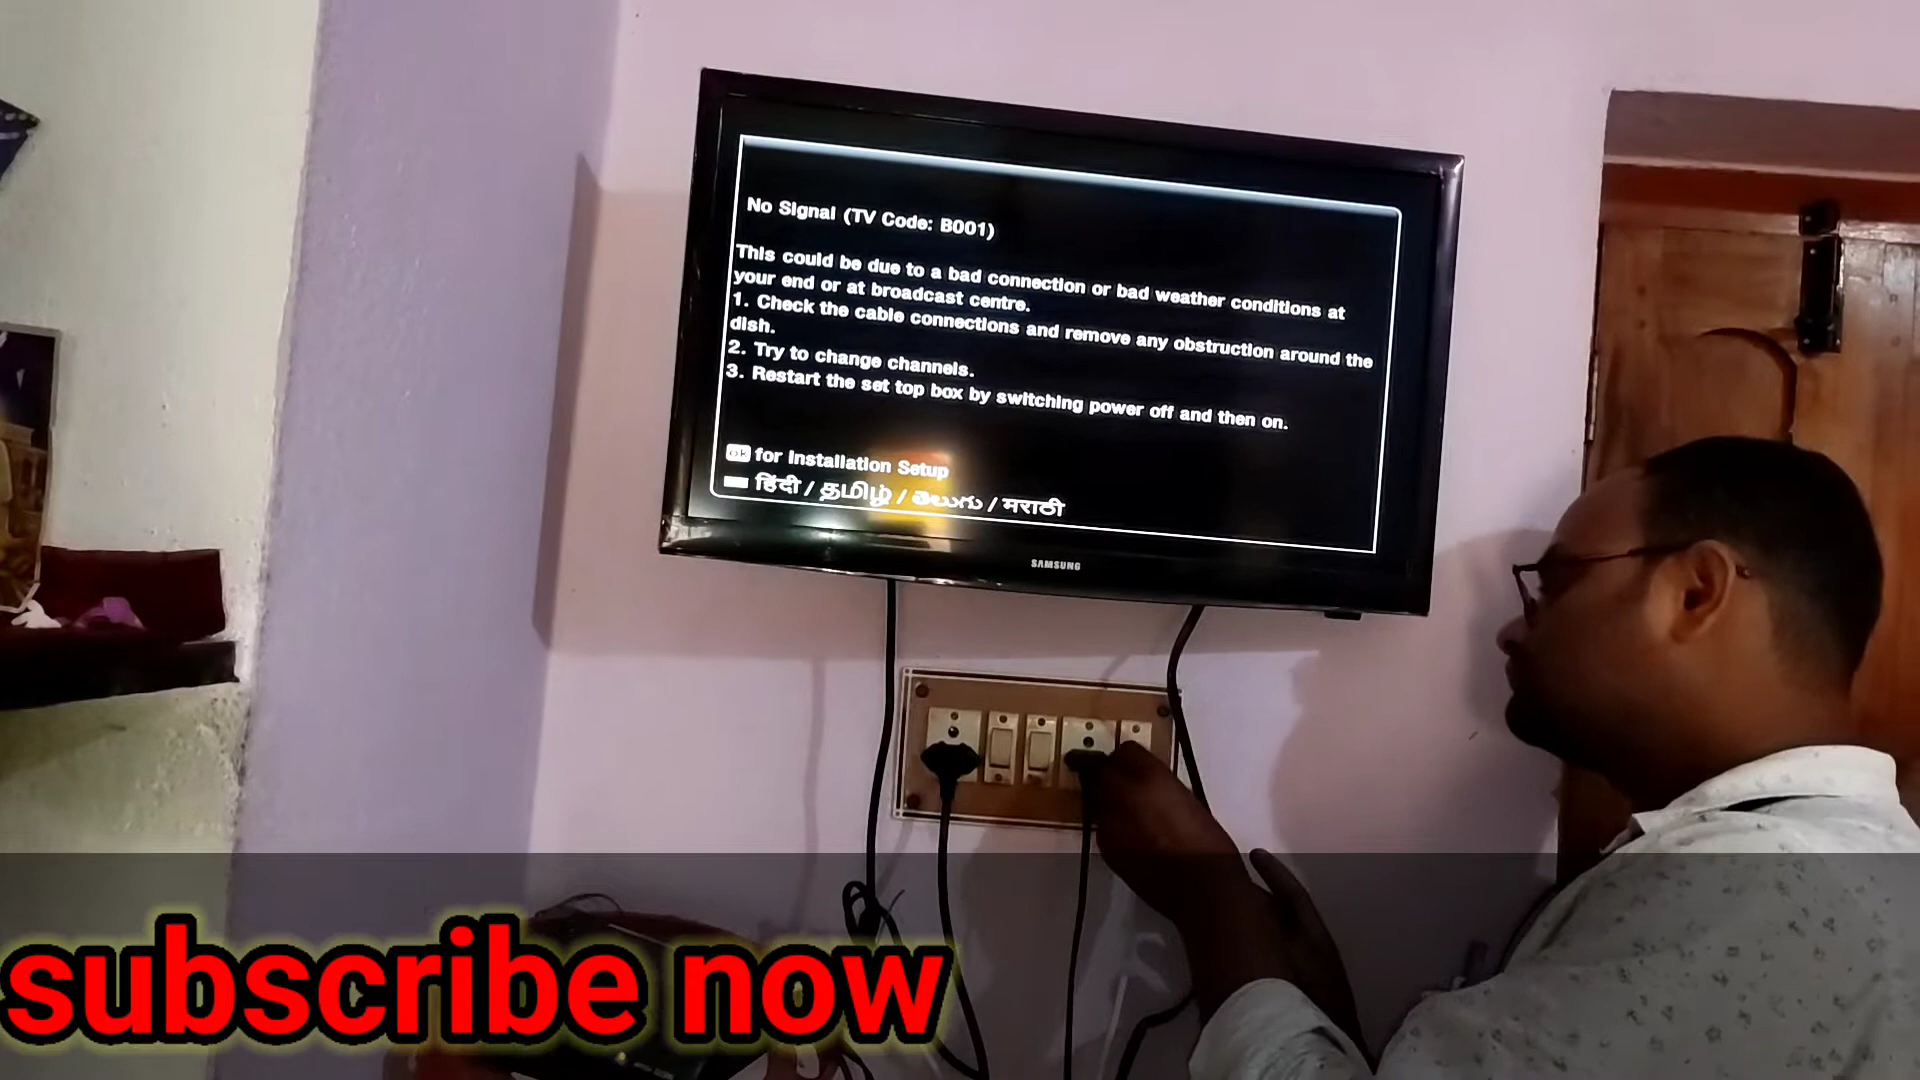 No Signal (TV Code: B001)
This could be due to a bad connection or bad weather conditions at
your end or at broadcast centre.
1. Check the cable connections and remove any obstruction around the
dish.
2. Try to change channels.
3. Restart the set top box by switching power off and then on.
ok for Installation Setup
हिंदी / தமிழ் / తెలుగు / मराठी
SAMSUNG
subscribe now